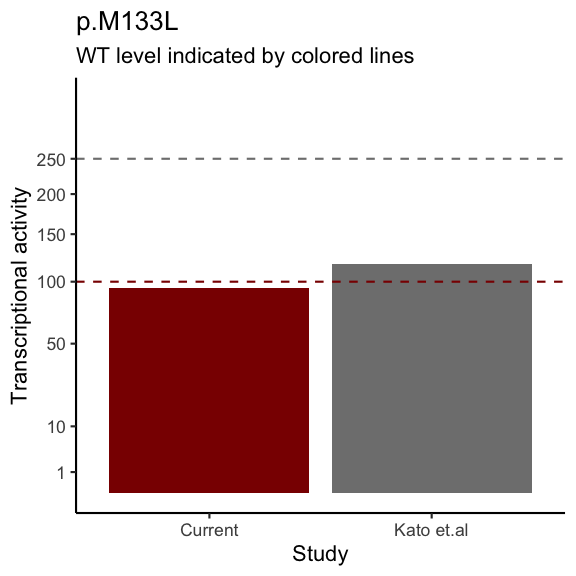 p.M133L
WT level indicated by colored lines
Transcriptional activity
250
200
150
100
50
10
1
Current
Kato et.al
Study